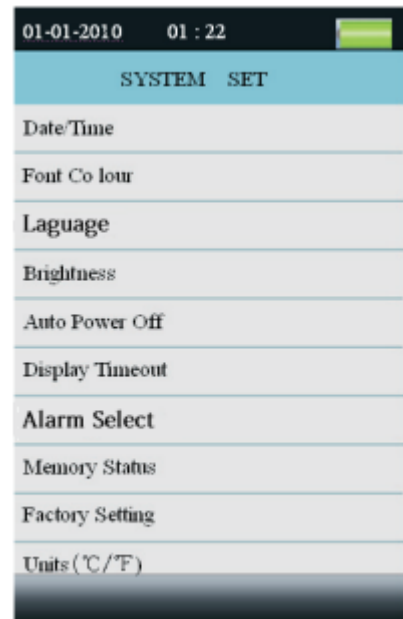 01-01-2010 01 : 22
SYSTEM SET
Date/Time
Font Co lour
Laguage
Brightness
Auto Power Off
Display Timeout
Alarm Select
Memory Status
Factory Setting
Units (℃/℉)